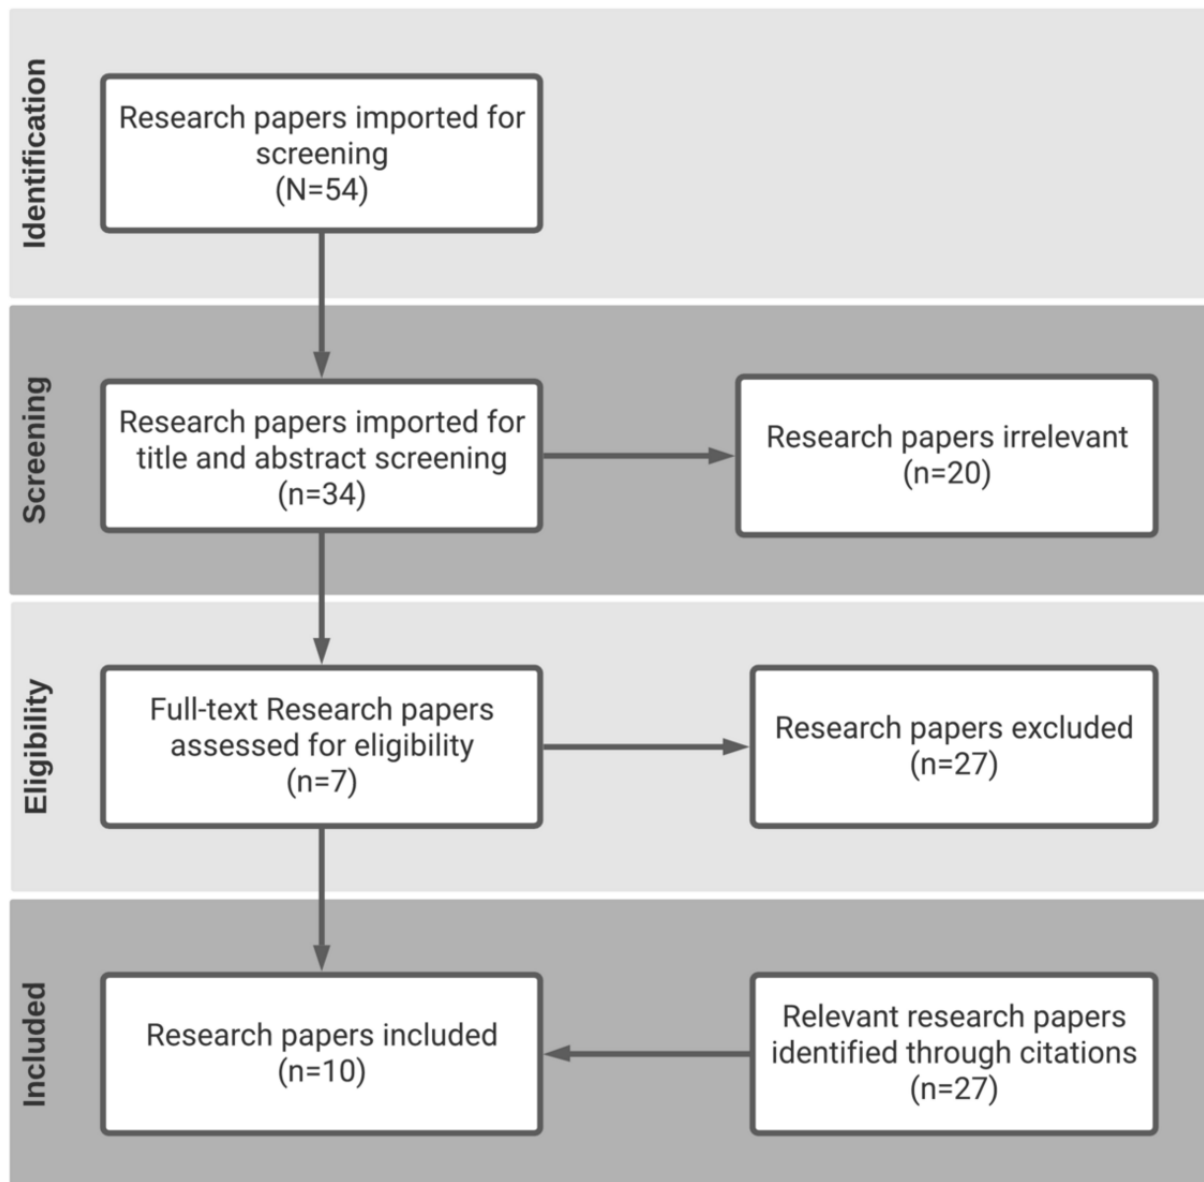 Identification
Research papers imported for
screening
(N=54)
Screening
Research papers imported for
title and abstract screening
(n=34)
Research papers irrelevant
(n=20)
Eligibility
Full-text Research papers
assessed for eligibility
(n=7)
Research papers excluded
(n=27)
Included
Research papers included
(n=10)
Relevant research papers
identified through citations
(n=27)